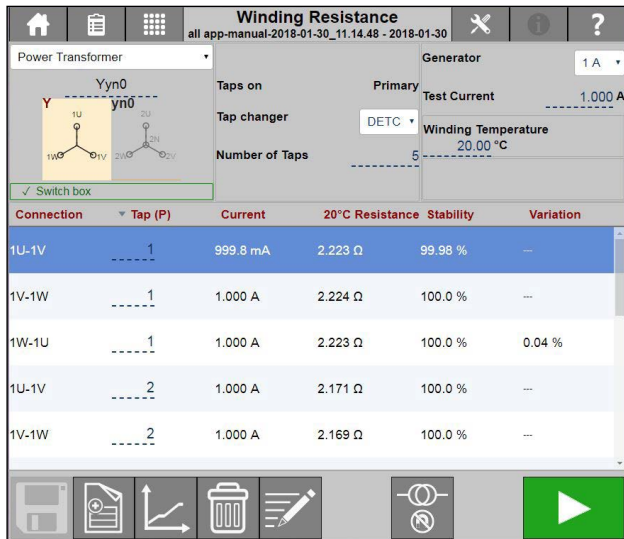 Winding Resistance
all app-manual-2018-01-30_11.14.48 - 2018-01-30
i
?
Power Transformer
Yyn0
Y
yn0
1U
2U
2N
1W
1V
2W
2V
✓ Switch box
Taps on
Primary
Tap changer
DETC
Number of Taps
5
Generator
1 A
Test Current
1.000 A
Winding Temperature
20.00 °C
Connection Tap (P) Current 20°C Resistance Stability Variation
1U-1V 1 999.8 mA 2.223 Ω 99.98 % ---
1V-1W 1 1.000 A 2.224 Ω 100.0 % ---
1W-1U 1 1.000 A 2.223 Ω 100.0 % 0.04 %
1U-1V 2 1.000 A 2.171 Ω 100.0 % ---
1V-1W 2 1.000 A 2.169 Ω 100.0 % ---